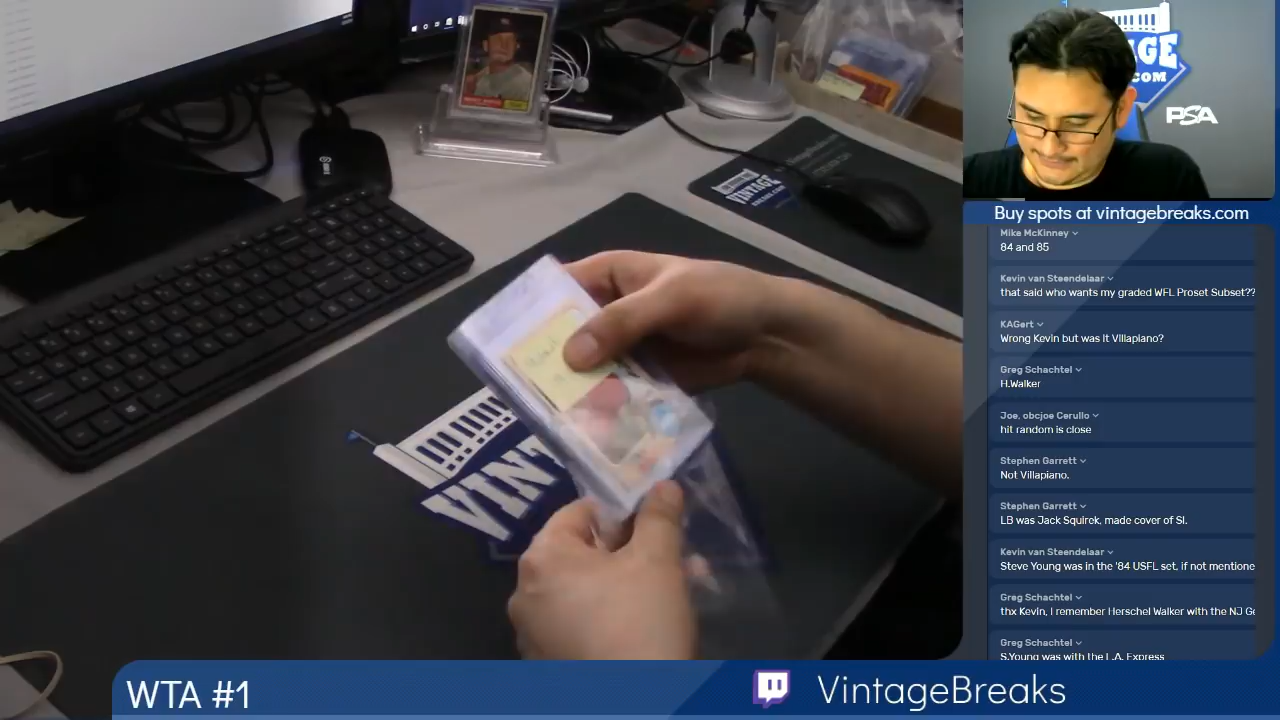 VINTAGE
.COM
PSA
Buy spots at vintagebreaks.com
Mike McKinney
84 and 85
Kevin van Steendelaar
that said who wants my graded WFL Proset Subset??
KAGert
Wrong Kevin but was it Villapiano?
Greg Schachtel
H.Walker
Joe, obcjoe Cerullo
hit random is close
Stephen Garrett
Not Villapiano.
Stephen Garrett
LB was Jack Squirek, made cover of SI.
Kevin van Steendelaar
Steve Young was in the '84 USFL set, if not mentione
Greg Schachtel
thx Kevin, I remember Herschel Walker with the NJ Ge
Greg Schachtel
S.Young was with the L.A. Express
VINTAGE
VINT
WTA #1
VintageBreaks